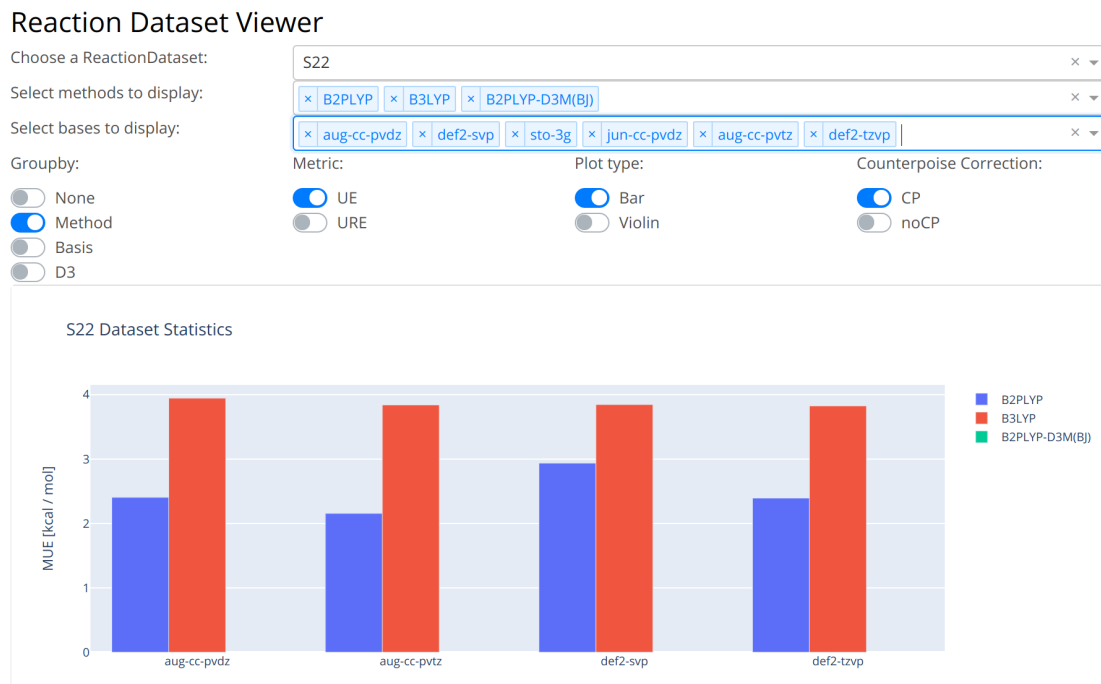 Reaction Dataset Viewer
Choose a ReactionDataset:
S22
Select methods to display:
× B2PLYP × B3LYP × B2PLYP-D3M(BJ)
Select bases to display:
× aug-cc-pvdz × def2-svp × sto-3g × jun-cc-pvdz × aug-cc-pvtz × def2-tzvp
Groupby: Metric: Plot type: Counterpoise Correction:
None UE Bar CP
Method URE Violin noCP
Basis
D3
S22 Dataset Statistics
MUE [kcal / mol]
4
3
2
1
0
aug-cc-pvdz aug-cc-pvtz def2-svp def2-tzvp
B2PLYP
B3LYP
B2PLYP-D3M(BJ)